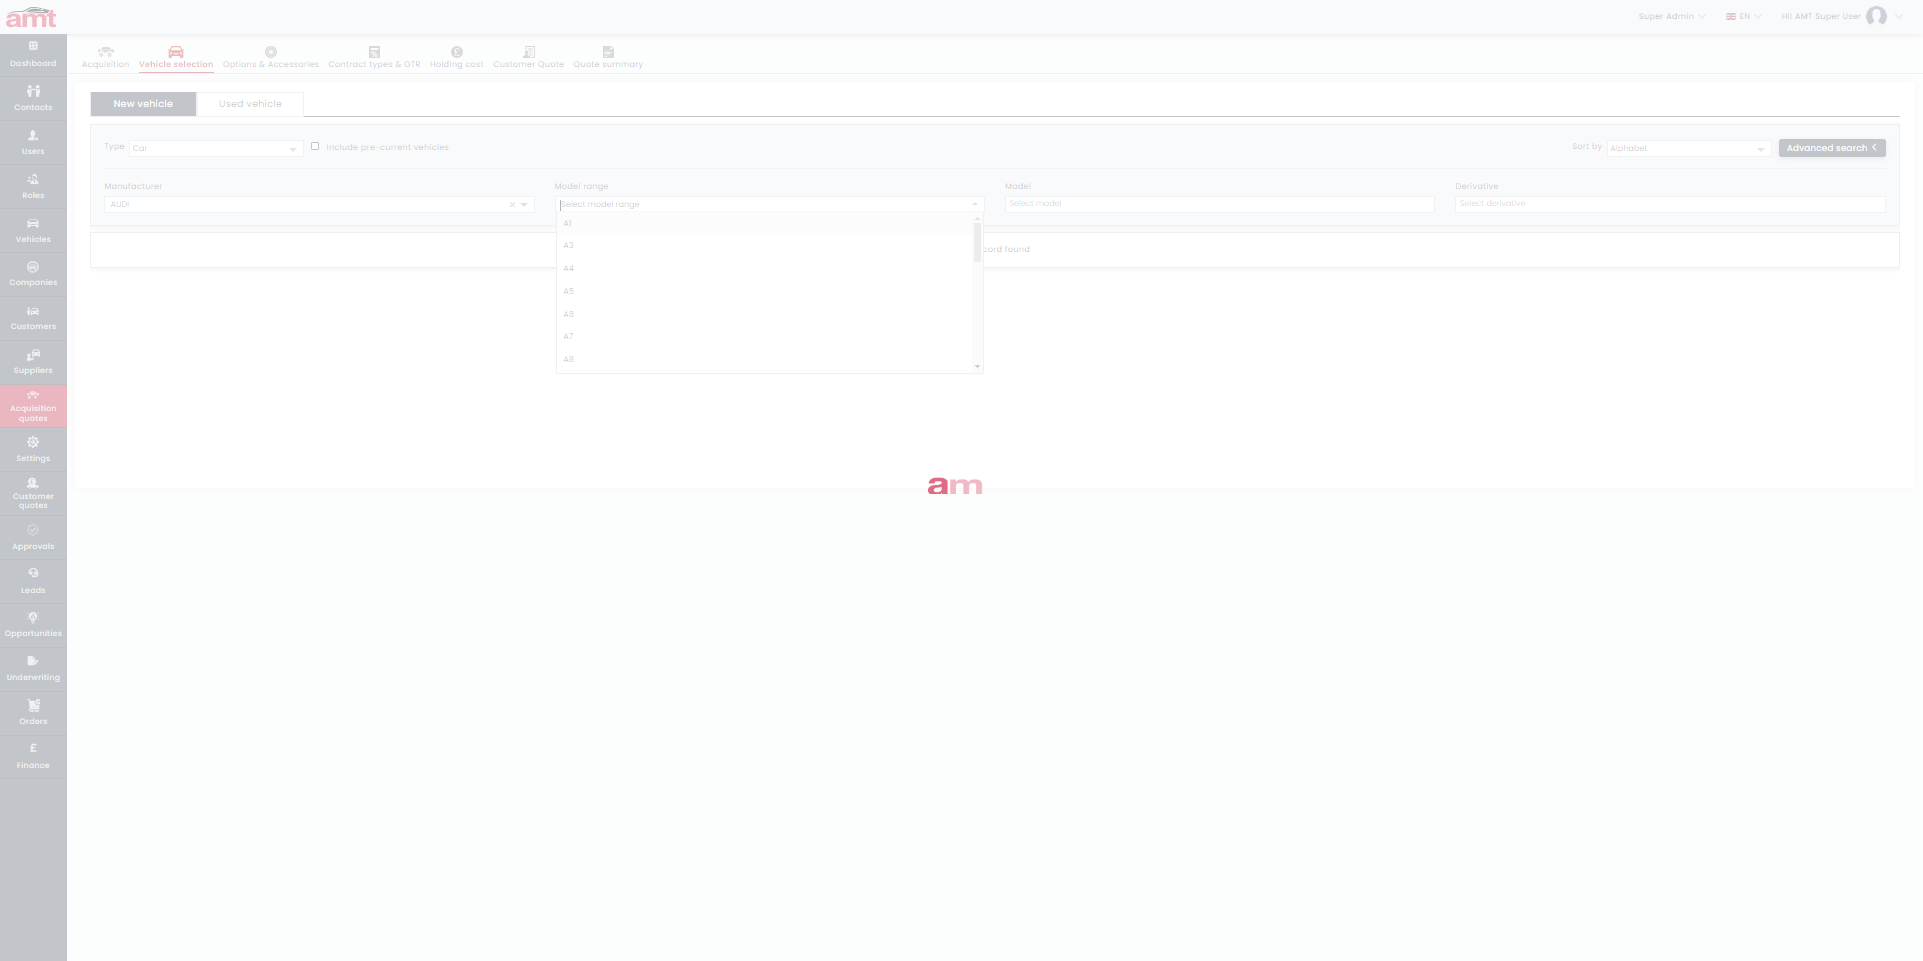 amt
Super Admin
EN
Hi! AMT Super User
Dashboard
Contacts
Users
Roles
Vehicles
Companies
Customers
Suppliers
Acquisition
quotes
Settings
Customer
quotes
Approvals
Leads
Opportunities
Underwriting
Orders
Finance
Acquisition
Vehicle selection
Options & Accessories
Contract types & OTR
Holding cost
Customer Quote
Quote summary
New vehicle
Used vehicle
Type
Car
Include pre-current vehicles
Sort by
Alphabet
Advanced search
Manufacturer
Model range
Model
Derivative
AUDI
Select model range
Select model
Select derivative
A1
A3
A4
A5
A6
A7
A8
ord found
am